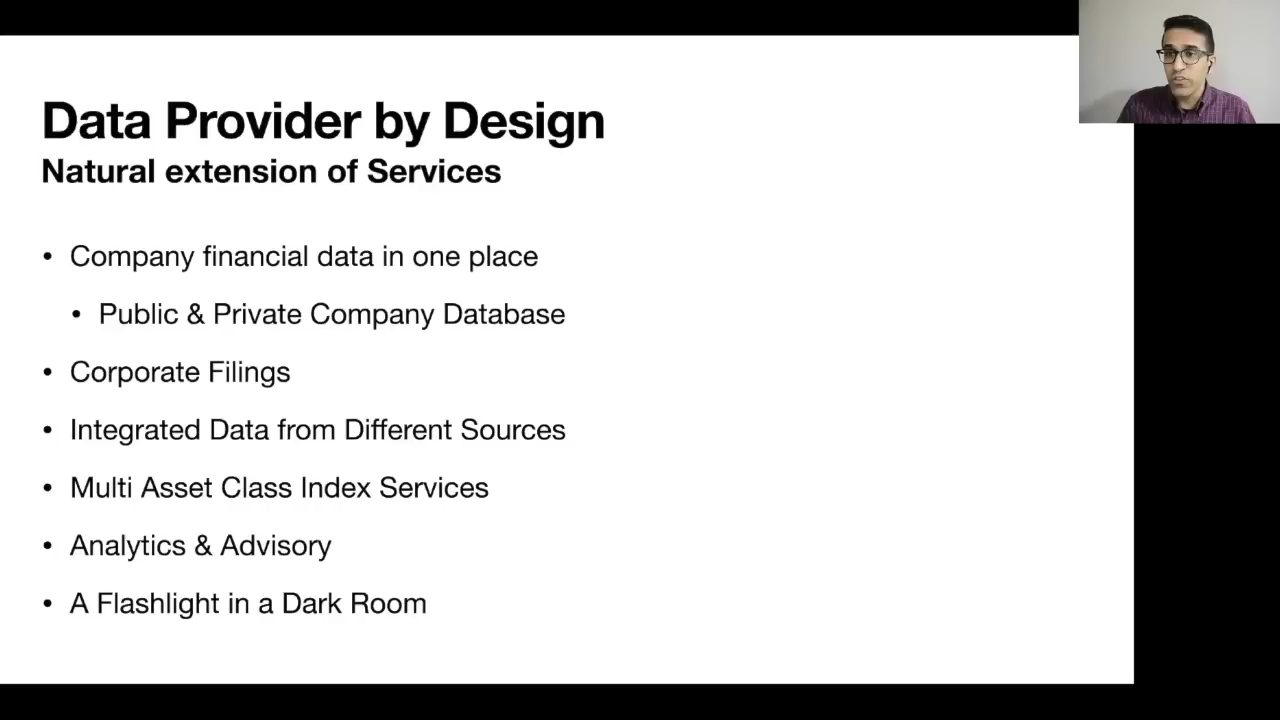 Data Provider by Design
Natural extension of Services
• Company financial data in one place
• Public & Private Company Database
• Corporate Filings
• Integrated Data from Different Sources
• Multi Asset Class Index Services
• Analytics & Advisory
• A Flashlight in a Dark Room